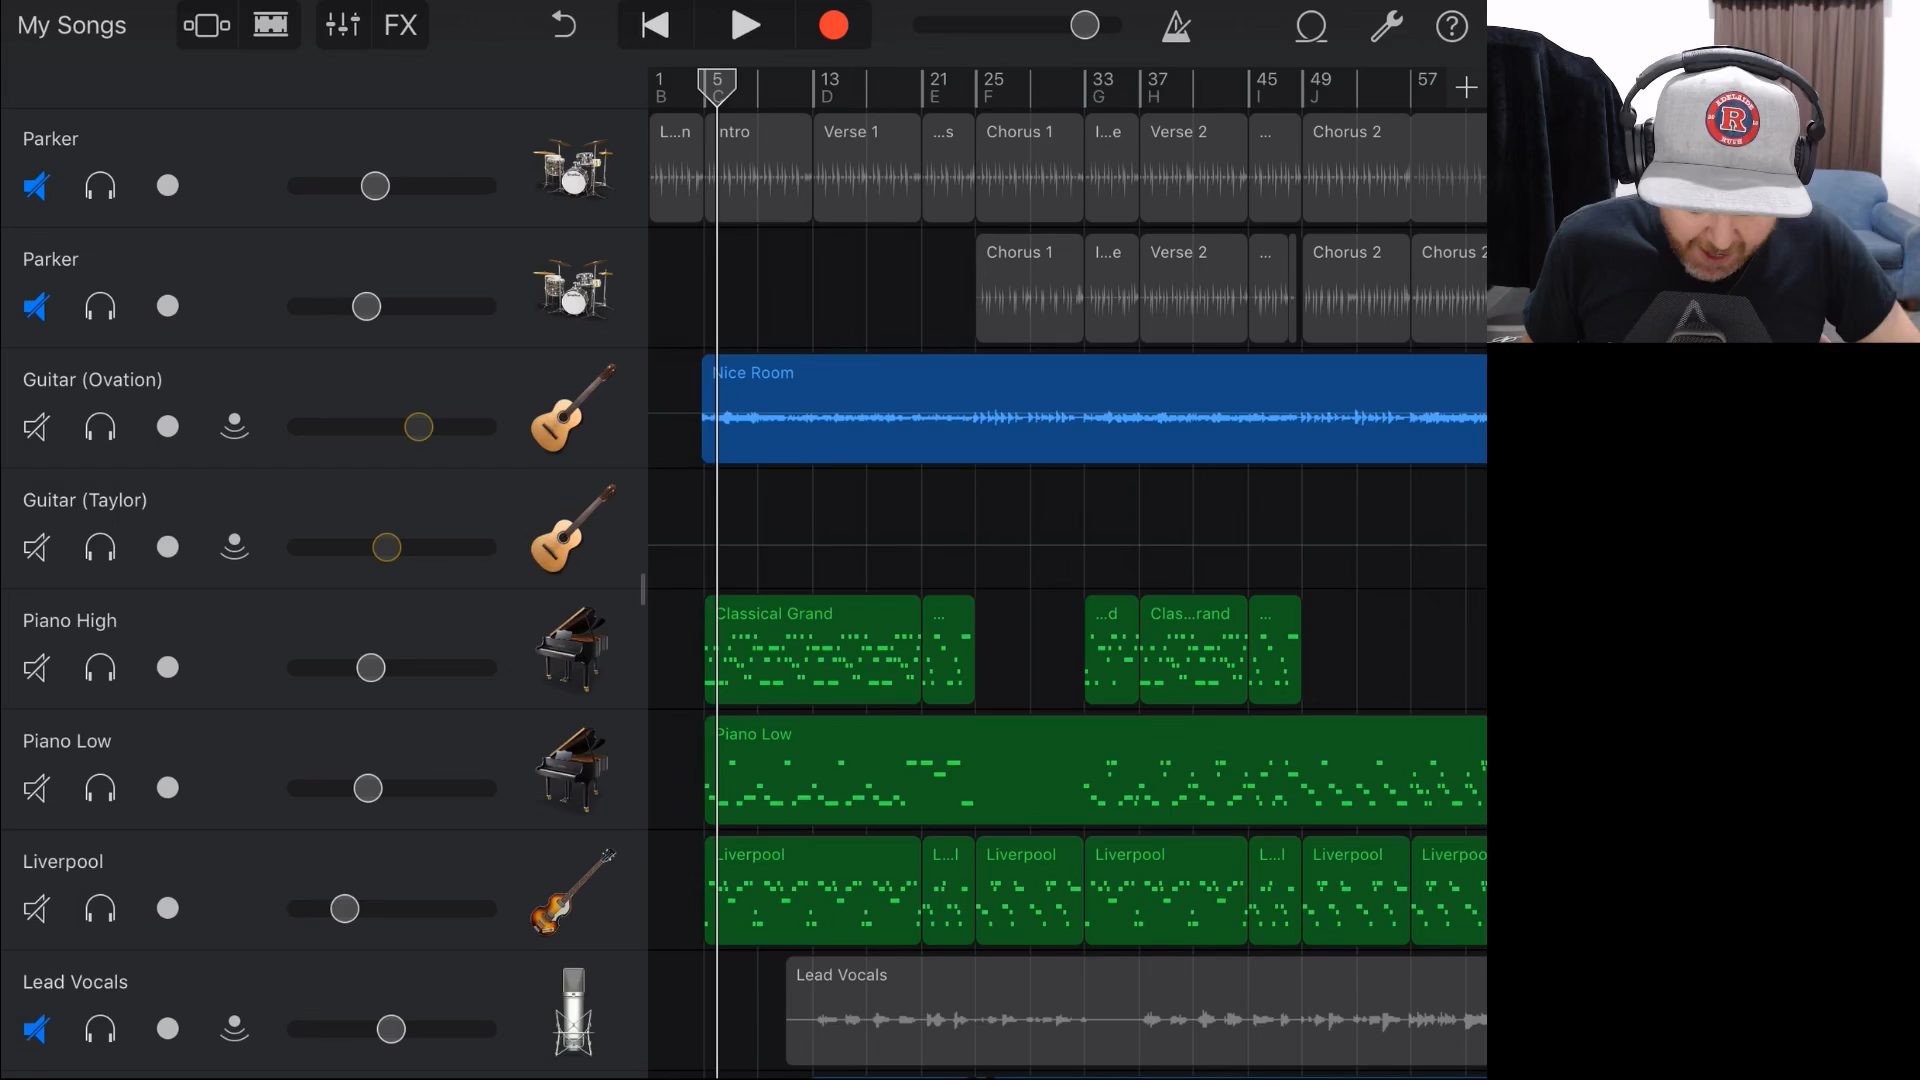 My Songs
FX
1 5 13 21 25 33 37 45 49 57
B C D E F G H I J
Parker
L...n ntro Verse 1 ...s Chorus 1 I...e Verse 2 ... Chorus 2
Parker
Chorus 1 I...e Verse 2 ... Chorus 2 Chorus 2
Guitar (Ovation)
Nice Room
Guitar (Taylor)
Piano High
Classical Grand ... ...d Clas...rand ...
Piano Low
Piano Low
Liverpool
Liverpool L...l Liverpool Liverpool L...l Liverpool Liverpoo
Lead Vocals
Lead Vocals
ADELAIDE
R
RUSH